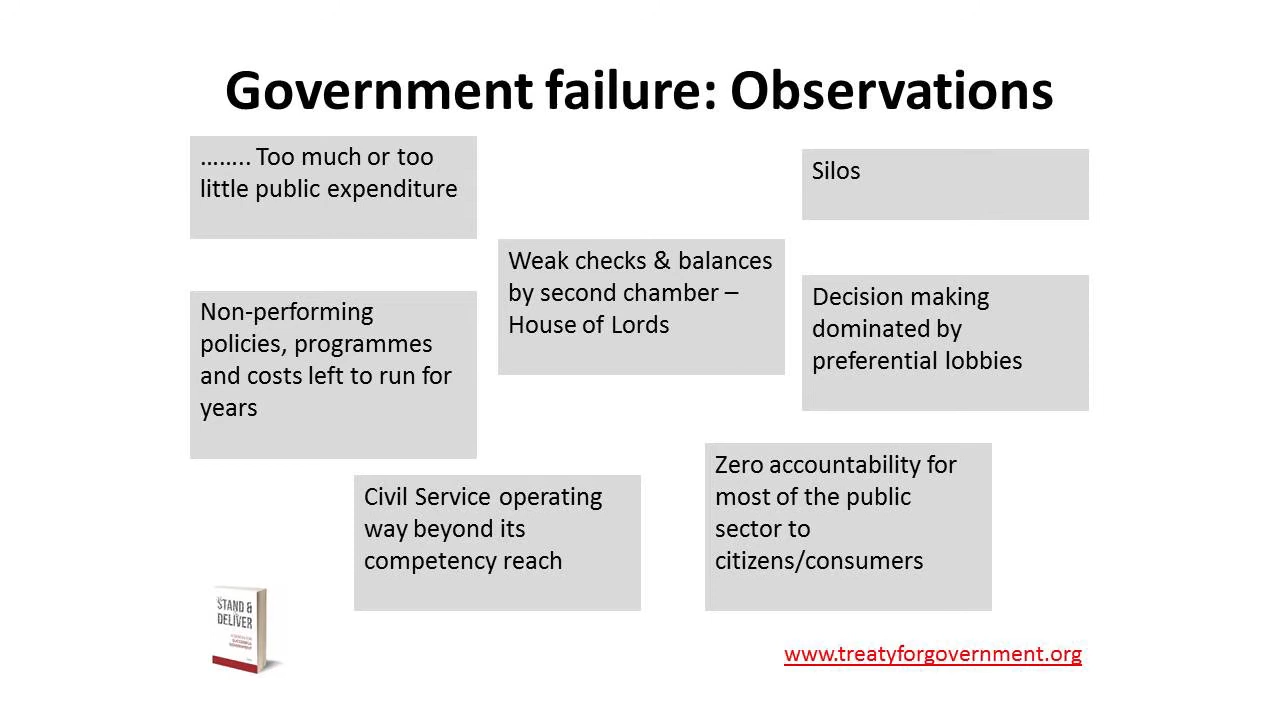 Government failure: Observations
…….. Too much or too
little public expenditure
Silos
Weak checks & balances
by second chamber –
House of Lords
Decision making
dominated by
preferential lobbies
Non-performing
policies, programmes
and costs left to run for
years
Civil Service operating
way beyond its
competency reach
Zero accountability for
most of the public
sector to
citizens/consumers
STAND &
DELIVER
SUCCESSFUL
GOVERNMENT
www.treatyforgovernment.org